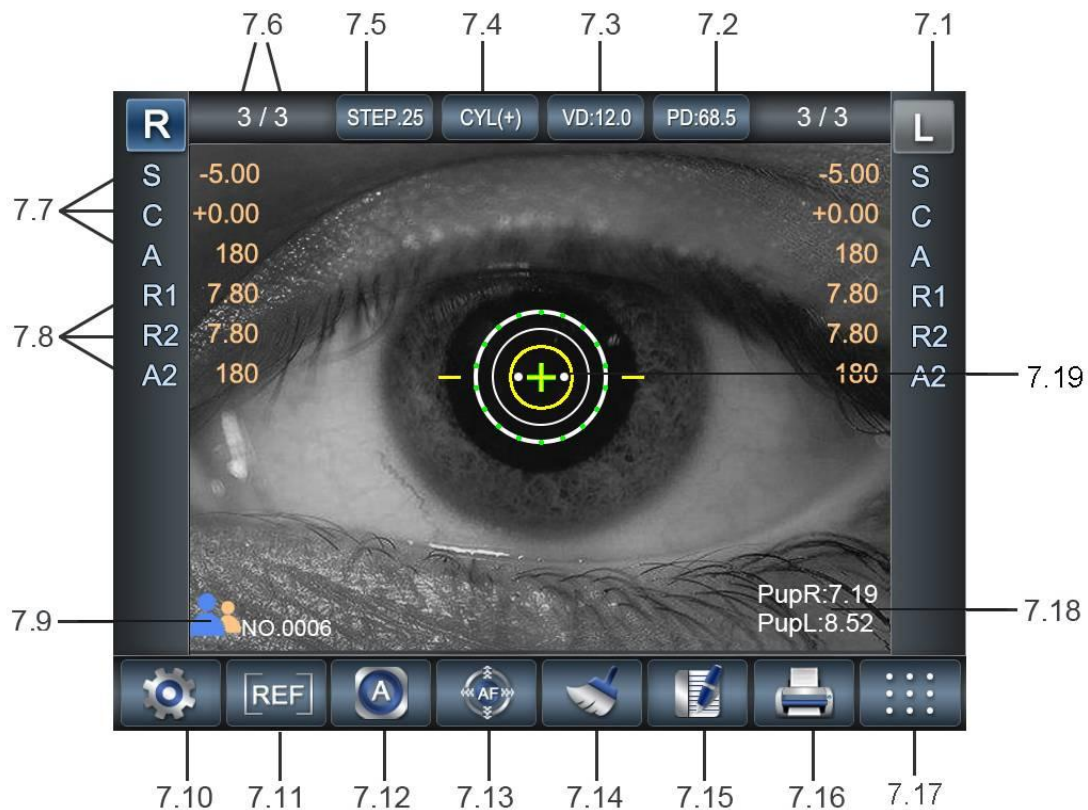 7.6 7.5 7.4 7.3 7.2 7.1
R 3 / 3 STEP.25 CYL(+) VD:12.0 PD:68.5 3 / 3 L
S -5.00 -5.00 S
7.7 C +0.00 +0.00 C
A 180 180 A
R1 7.80 7.80 R1
7.8 R2 7.80 7.80 R2
A2 180 180 A2 7.19
PupR:7.19
7.9 NO.0006 PupL:8.52 7.18
REF A AF
7.10 7.11 7.12 7.13 7.14 7.15 7.16 7.17